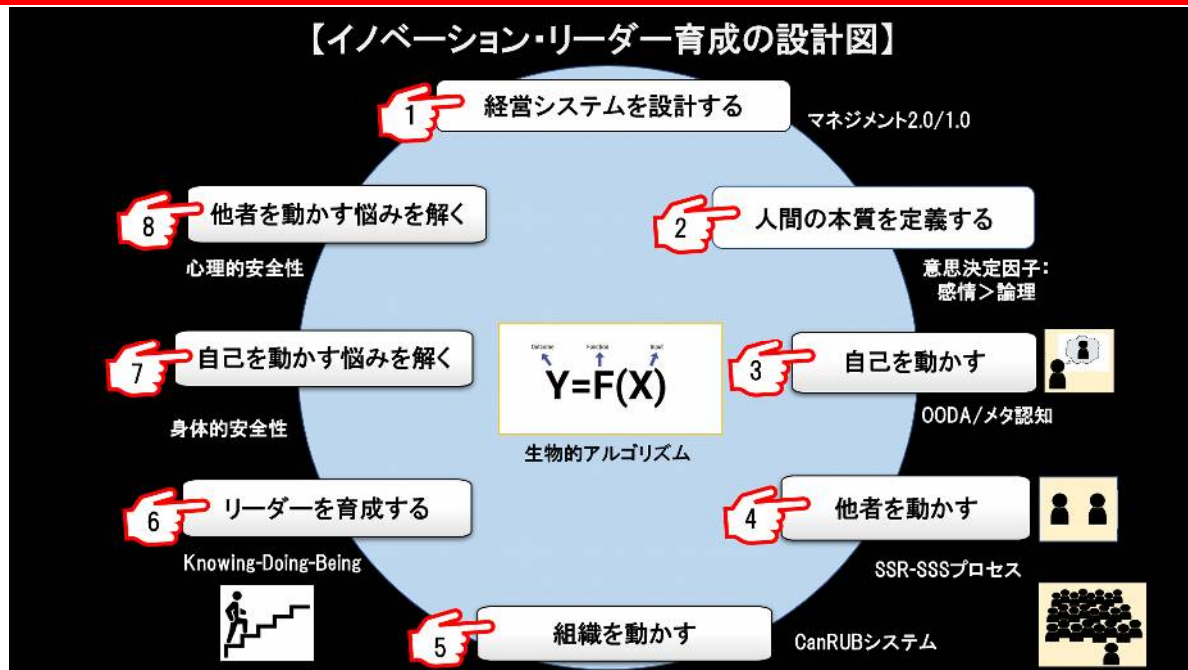 【イノベーション・リーダー育成の設計図】
1
経営システムを設計する
マネジメント2.0/1.0
2
人間の本質を定義する
意思決定因子：
感情＞論理
3
自己を動かす
OODA/メタ認知
4
他者を動かす
SSR-SSSプロセス
5
組織を動かす
CanRUBシステム
6
リーダーを育成する
Knowing-Doing-Being
7
自己を動かす悩みを解く
身体的安全性
8
他者を動かす悩みを解く
心理的安全性
Outcome Function Input
Y=F(X)
生物的アルゴリズム